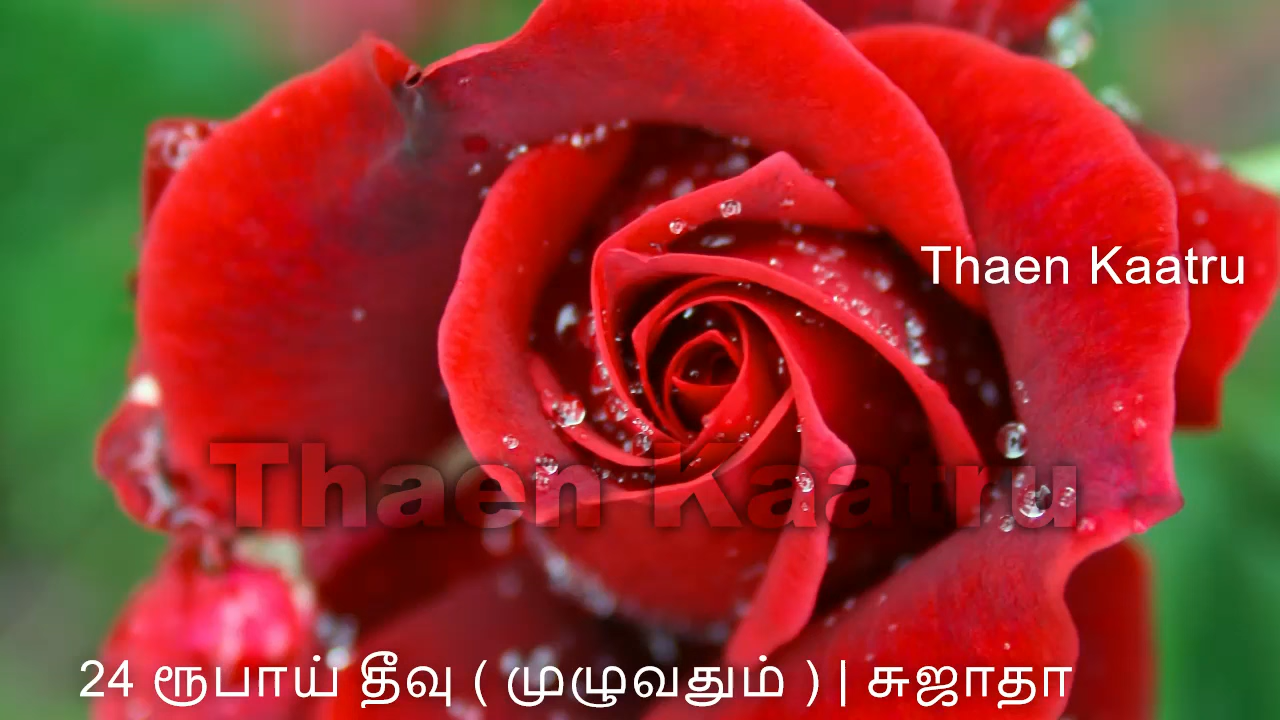 Thaen Kaatru
Thaen Kaatru
24 ரூபாய் தீவு ( முழுவதும் ) | சுஜாதா